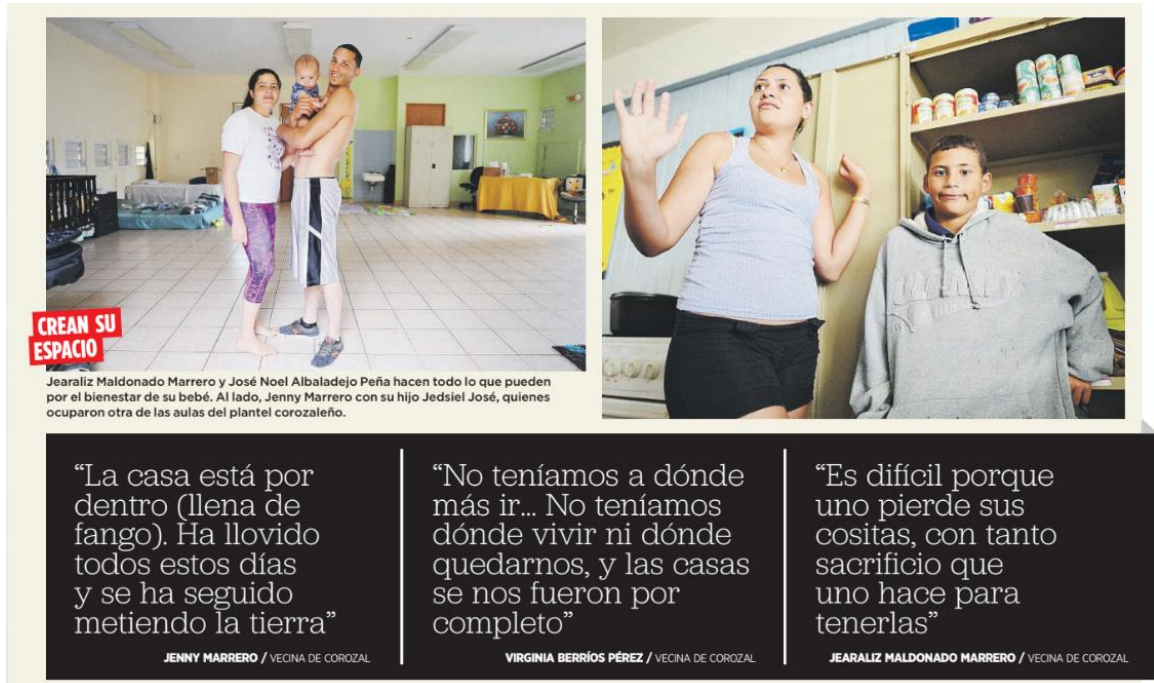 CREAN SU
ESPACIO
Jearaliz Maldonado Marrero y José Noel Albaladejo Peña hacen todo lo que pueden
por el bienestar de su bebé. Al lado, Jenny Marrero con su hijo Jedsiel José, quienes
ocuparon otra de las aulas del plantel corozaleño.
“La casa está por
dentro (llena de
fango). Ha llovido
todos estos días
y se ha seguido
metiendo la tierra”
JENNY MARRERO / VECINA DE COROZAL
“No teníamos a dónde
más ir... No teníamos
dónde vivir ni dónde
quedarnos, y las casas
se nos fueron por
completo”
VIRGINIA BERRÍOS PÉREZ / VECINA DE COROZAL
“Es difícil porque
uno pierde sus
cositas, con tanto
sacrificio que
uno hace para
tenerlas”
JEARALIZ MALDONADO MARRERO / VECINA DE COROZAL